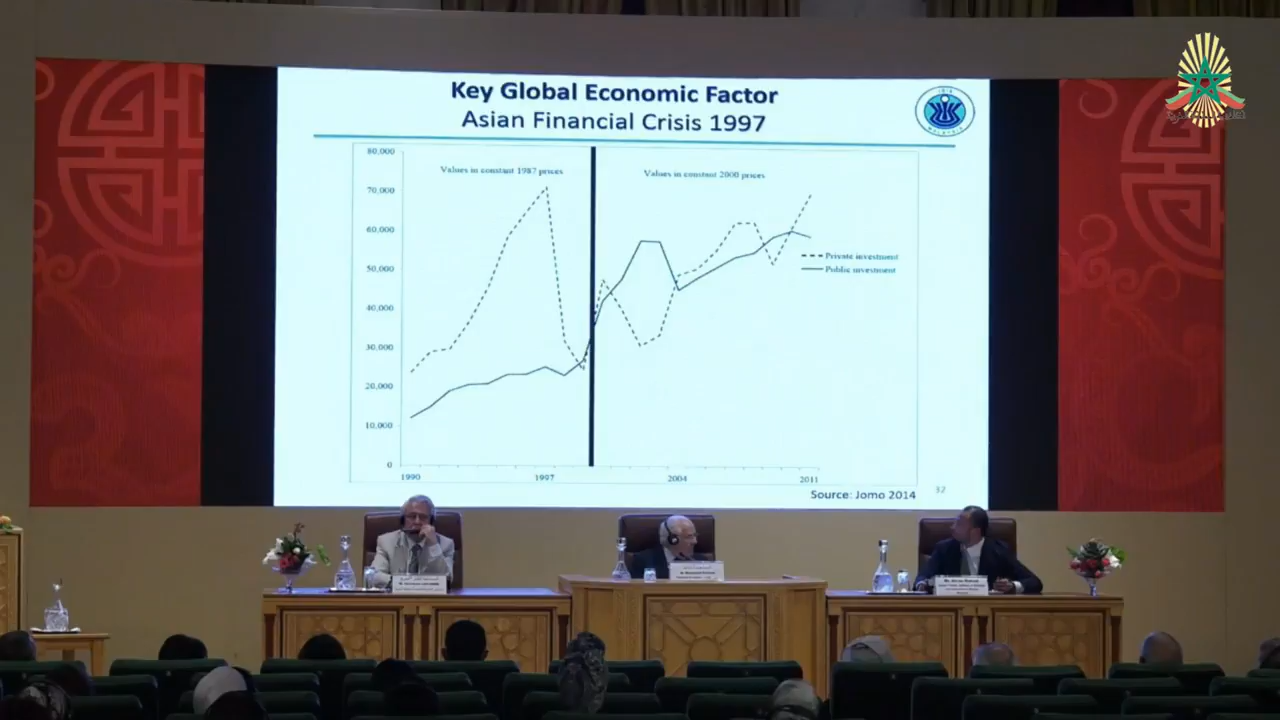 Key Global Economic Factor
Asian Financial Crisis 1997
ISIS
MALAYSIA
80,000
Values in constant 1987 prices
Values in constant 2000 prices
70,000
60,000
Private investment
Public investment
50,000
40,000
30,000
20,000
10,000
0
1990
1997
2004
2011
Source: Jomo 2014
32